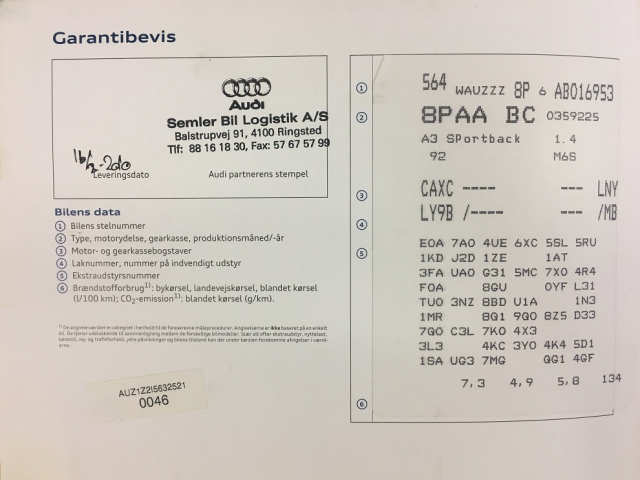 Garantibevis
Audi
Semler Bil Logistik A/S
Balstrupvej 91, 4100 Ringsted
Tlf: 88 16 18 30, Fax: 57 67 57 99
Leveringsdato
Audi partnerens stempel
Bilens data
1 Bilens stelnummer
2 Type, motorydelse, gearkasse, produktionsmåned/-år
3 Motor- og gearkassebogstaver
4 Laknummer, nummer på indvendigt udstyr
5 Ekstraudstyrsnummer
6 Brændstofforbrug1): bykørsel, landevejskørsel, blandet kørsel
(l/100 km); CO2-emission1): blandet kørsel (g/km).
AUZ1Z2I5632521
0046
1
2
3
4
5
6
564 WAUZZZ 8P 6 AB016953
8PAA BC 0359225
A3 SPortback 1.4
92 M6S
CAXC ---- --- LNY
LY9B /---- /MB
E0A 7A0 4UE 6XC 5SL 5RU
1KD J2D 1ZE 1AT
3FA UA0 G31 5MC 7X0 4R4
F0A 8GU 0YF L31
TU0 3NZ 8BD U1A 1N3
1MR 8Q1 9G0 8Z5 D33
7G0 C3L 7K0 4X3
3L3 4KC 3Y0 4K4 5D1
1SA UG3 7MG QG1 4GF
7,3 4,9 5,8 134